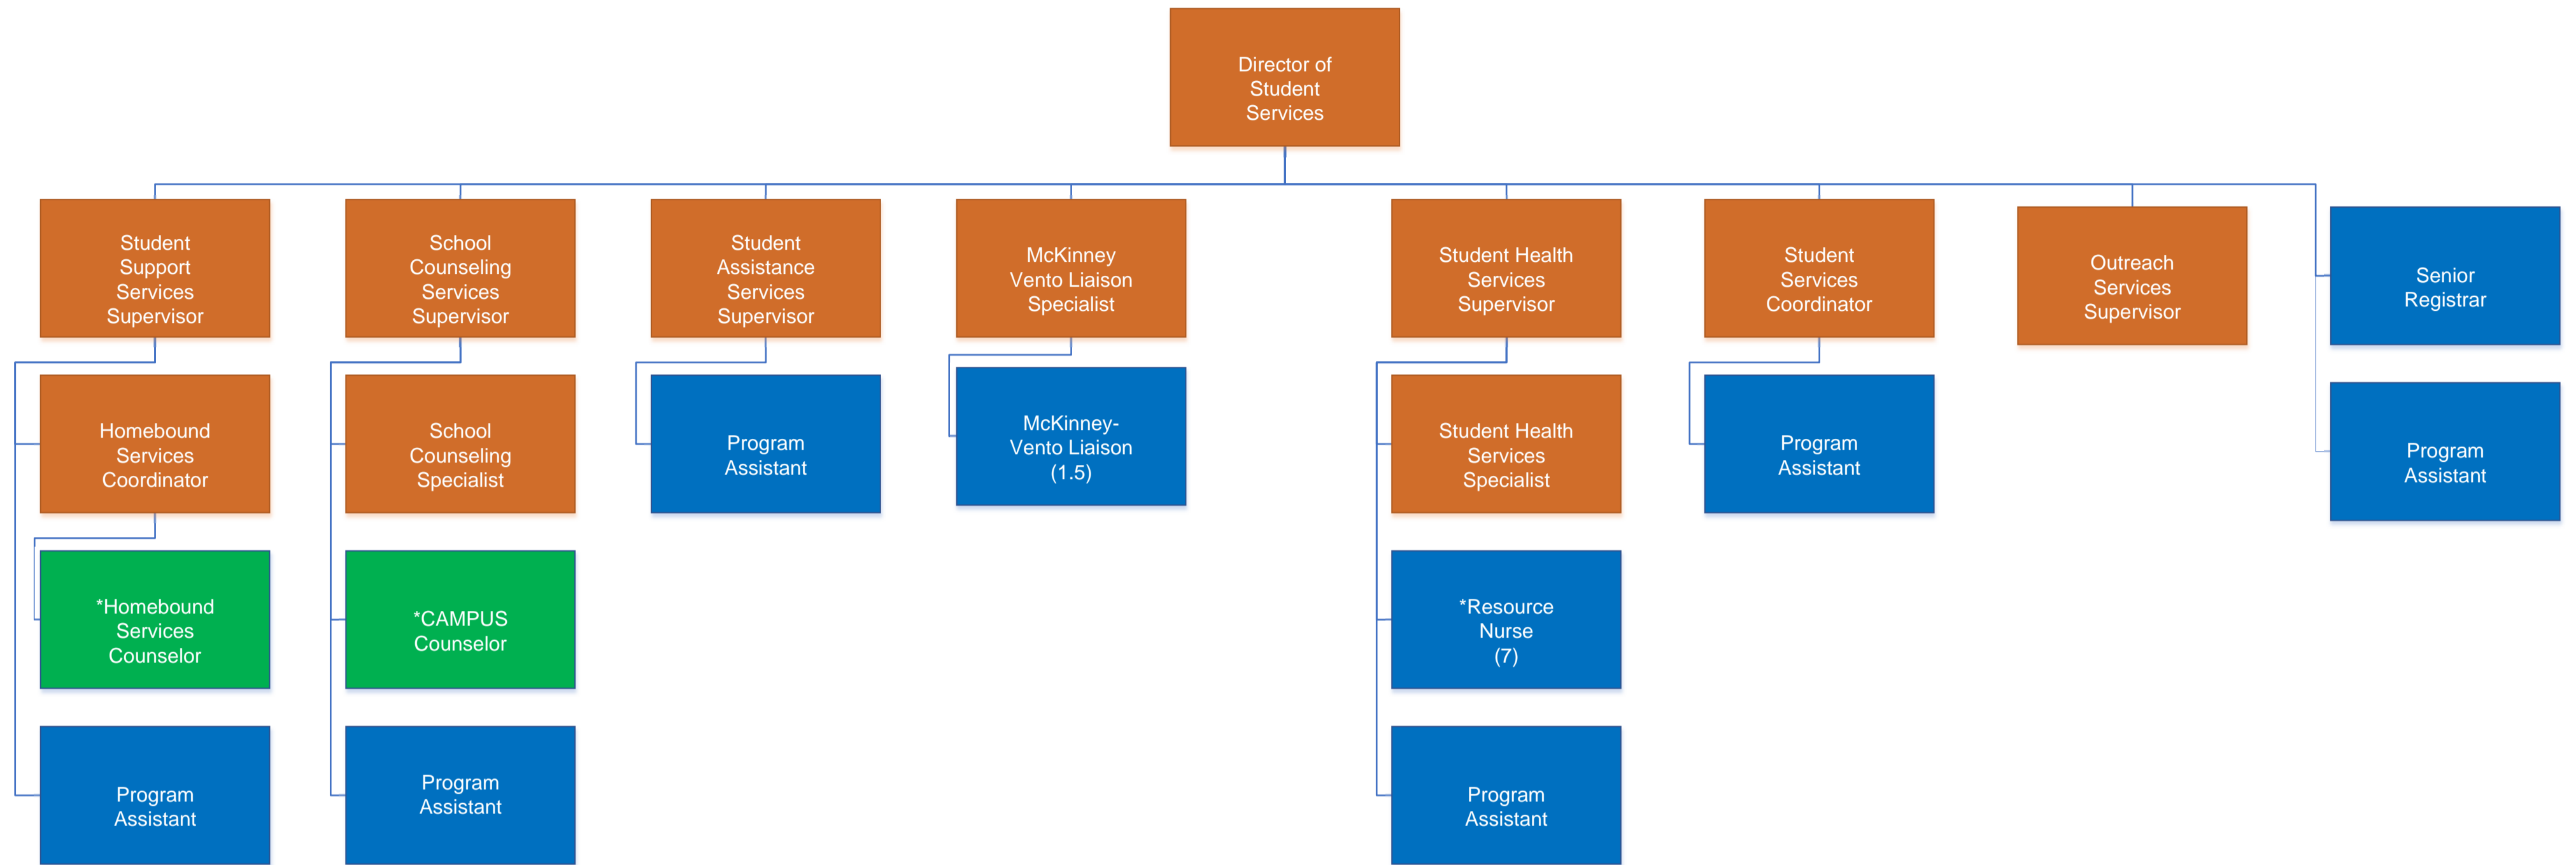 Director of
Student
Services
Student
Support
Services
Supervisor
School
Counseling
Services
Supervisor
Student
Assistance
Services
Supervisor
McKinney
Vento Liaison
Specialist
Student Health
Services
Supervisor
Student
Services
Coordinator
Outreach
Services
Supervisor
Senior
Registrar
Homebound
Services
Coordinator
School
Counseling
Specialist
Program
Assistant
McKinney-
Vento Liaison
(1.5)
Student Health
Services
Specialist
Program
Assistant
Program
Assistant
*Homebound
Services
Counselor
*CAMPUS
Counselor
*Resource
Nurse
(7)
Program
Assistant
Program
Assistant
Program
Assistant